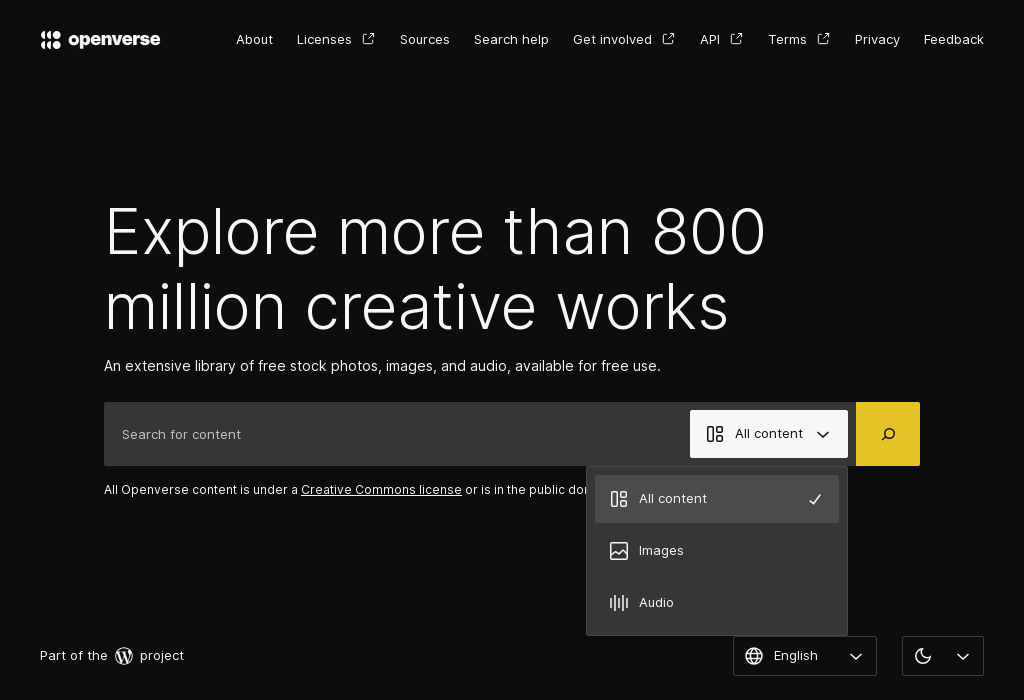 openverse
About
Licenses
Sources
Search help
Get involved
API
Terms
Privacy
Feedback
Explore more than 800
million creative works
An extensive library of free stock photos, images, and audio, available for free use.
Search for content
All content
All Openverse content is under a Creative Commons license or is in the public
All content
Images
Audio
Part of the
project
English